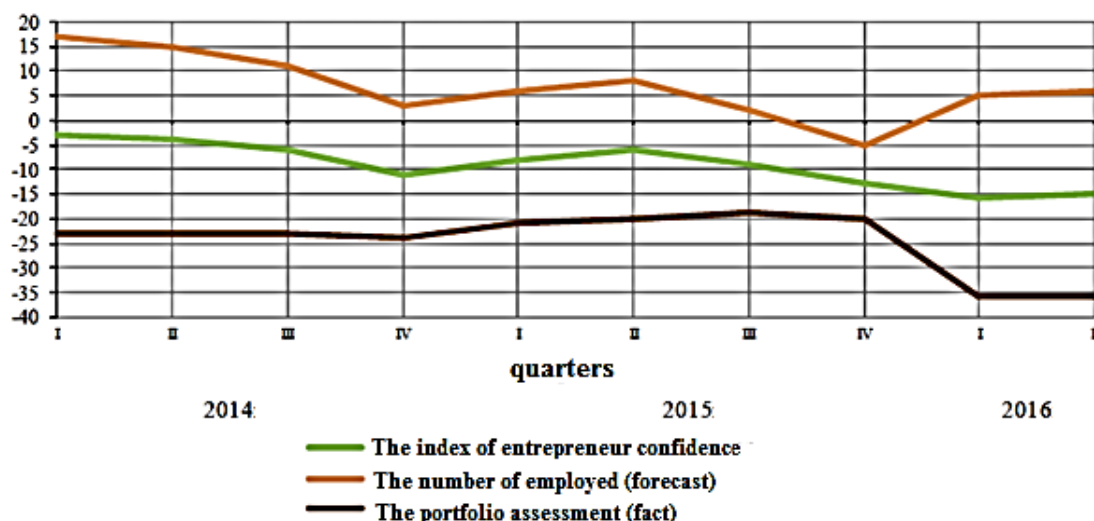 20
15
10
5
0
-5
-10
-15
-20
-25
-30
-35
-40
I II III IV I II III IV I
quarters
2014: 2015: 2016
The index of entrepreneur confidence
The number of employed (forecast)
The portfolio assessment (fact)